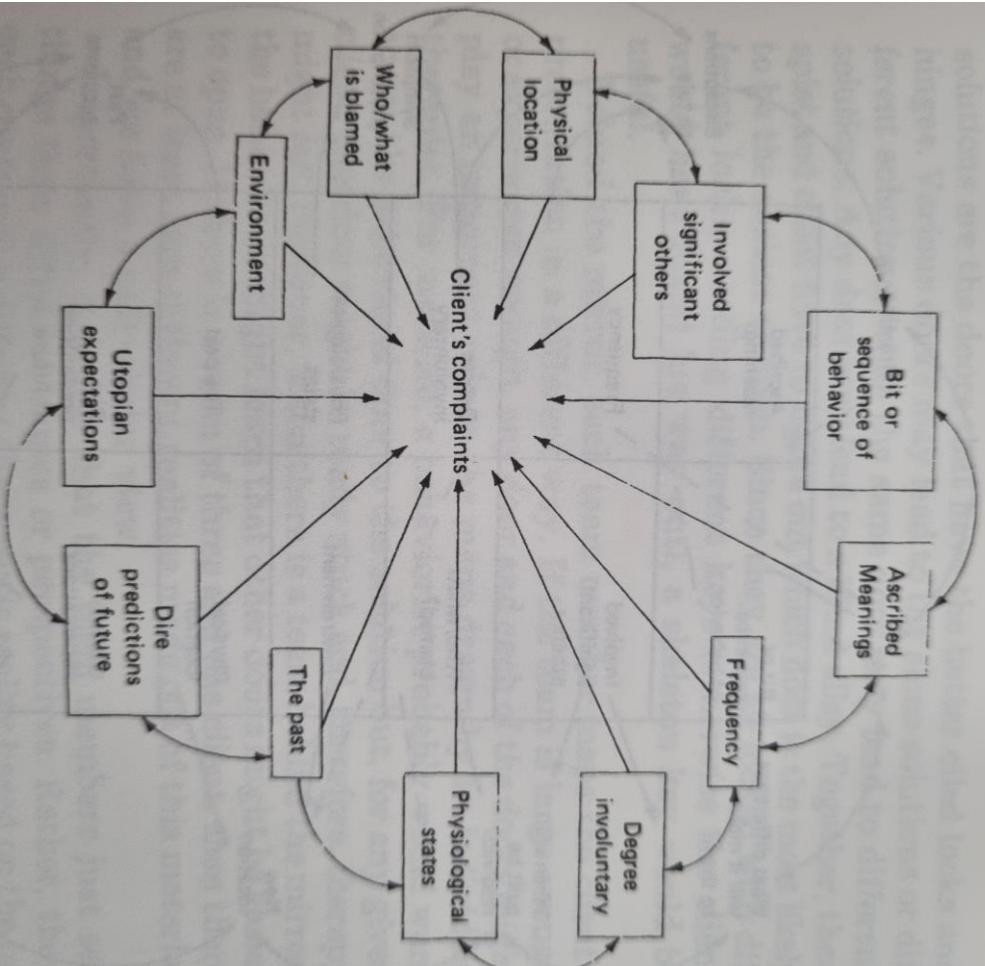 Bit or
sequence of
behavior
Ascribed
Meanings
Involved
significant
others
Frequency
Physical
location
Degree
involuntary
Client's complaints
Who/what
is blamed
Physiological
states
Environment
The past
Utopian
expectations
Dire
predictions
of future